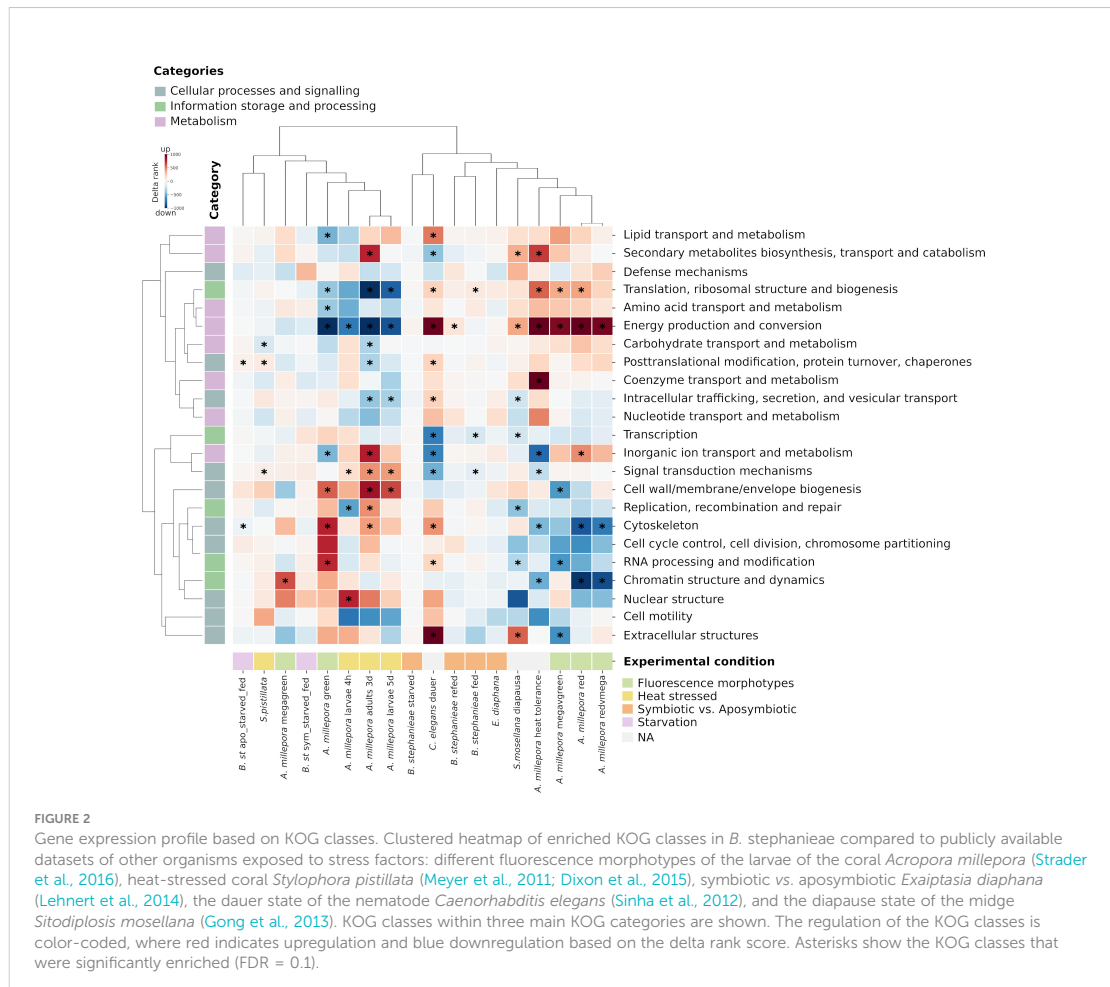 Categories
Cellular processes and signalling
Information storage and processing
Metabolism
up
1000
500
0
−500
−1000
Delta rank
down
Category
Lipid transport and metabolism
Secondary metabolites biosynthesis, transport and catabolism
Defense mechanisms
Translation, ribosomal structure and biogenesis
Amino acid transport and metabolism
Energy production and conversion
Carbohydrate transport and metabolism
Posttranslational modification, protein turnover, chaperones
Coenzyme transport and metabolism
Intracellular trafficking, secretion, and vesicular transport
Nucleotide transport and metabolism
Transcription
Inorganic ion transport and metabolism
Signal transduction mechanisms
Cell wall/membrane/envelope biogenesis
Replication, recombination and repair
Cytoskeleton
Cell cycle control, cell division, chromosome partitioning
RNA processing and modification
Chromatin structure and dynamics
Nuclear structure
Cell motility
Extracellular structures
Experimental condition
Fluorescence morphotypes
Heat stressed
Symbiotic vs. Aposymbiotic
Starvation
NA
B. st apo_starved_fed
S.pistillata
A. millepora megagreen
B. st sym_starved_fed
A. millepora green
A. millepora larvae 4h
A. millepora adults 3d
A. millepora larvae 5d
B. stephanieae starved
C. elegans dauer
B. stephanieae refed
B. stephanieae fed
E. diaphana
S.mosellana diapausa
A. millepora heat tolerance
A. millepora megavgreen
A. millepora red
A. millepora redvmega
FIGURE 2
Gene expression profile based on KOG classes. Clustered heatmap of enriched KOG classes in B. stephanieae compared to publicly available
datasets of other organisms exposed to stress factors: different fluorescence morphotypes of the larvae of the coral Acropora millepora (Strader
et al., 2016), heat-stressed coral Stylophora pistillata (Meyer et al., 2011; Dixon et al., 2015), symbiotic vs. aposymbiotic Exaiptasia diaphana
(Lehnert et al., 2014), the dauer state of the nematode Caenorhabditis elegans (Sinha et al., 2012), and the diapause state of the midge
Sitodiplosis mosellana (Gong et al., 2013). KOG classes within three main KOG categories are shown. The regulation of the KOG classes is
color-coded, where red indicates upregulation and blue downregulation based on the delta rank score. Asterisks show the KOG classes that
were significantly enriched (FDR = 0.1).